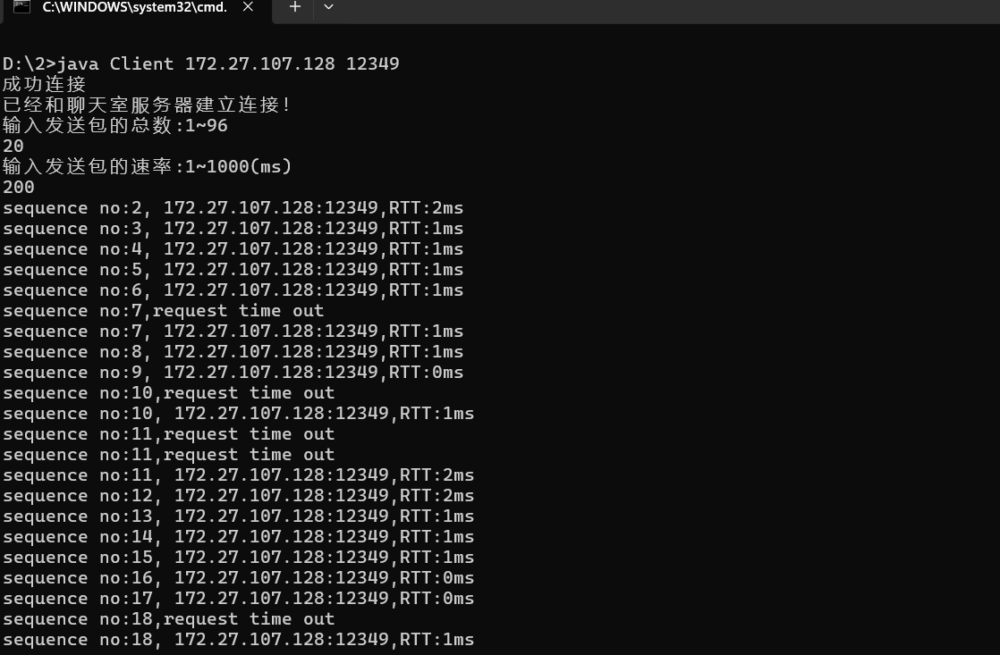 C:\WINDOWS\system32\cmd.
D:\2>java Client 172.27.107.128 12349
成功连接
已经和聊天室服务器建立连接!
输入发送包的总数:1~96
20
输入发送包的速率:1~1000(ms)
200
sequence no:2, 172.27.107.128:12349,RTT:2ms
sequence no:3, 172.27.107.128:12349,RTT:1ms
sequence no:4, 172.27.107.128:12349,RTT:1ms
sequence no:5, 172.27.107.128:12349,RTT:1ms
sequence no:6, 172.27.107.128:12349,RTT:1ms
sequence no:7,request time out
sequence no:7, 172.27.107.128:12349,RTT:1ms
sequence no:8, 172.27.107.128:12349,RTT:1ms
sequence no:9, 172.27.107.128:12349,RTT:0ms
sequence no:10,request time out
sequence no:10, 172.27.107.128:12349,RTT:1ms
sequence no:11,request time out
sequence no:11,request time out
sequence no:11, 172.27.107.128:12349,RTT:2ms
sequence no:12, 172.27.107.128:12349,RTT:2ms
sequence no:13, 172.27.107.128:12349,RTT:1ms
sequence no:14, 172.27.107.128:12349,RTT:1ms
sequence no:15, 172.27.107.128:12349,RTT:1ms
sequence no:16, 172.27.107.128:12349,RTT:0ms
sequence no:17, 172.27.107.128:12349,RTT:0ms
sequence no:18,request time out
sequence no:18, 172.27.107.128:12349,RTT:1ms